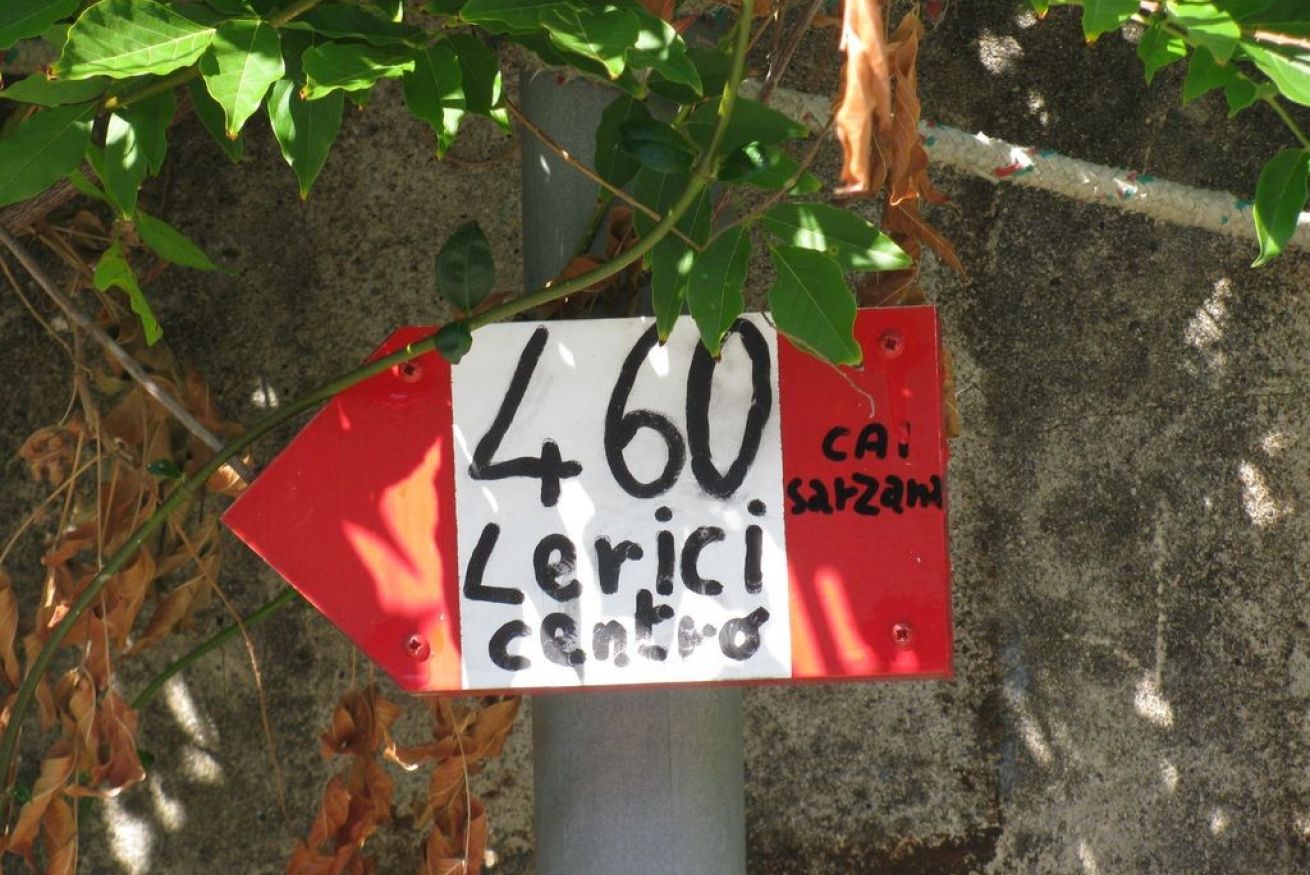 460
Lerici
centro
CAI
sarzana